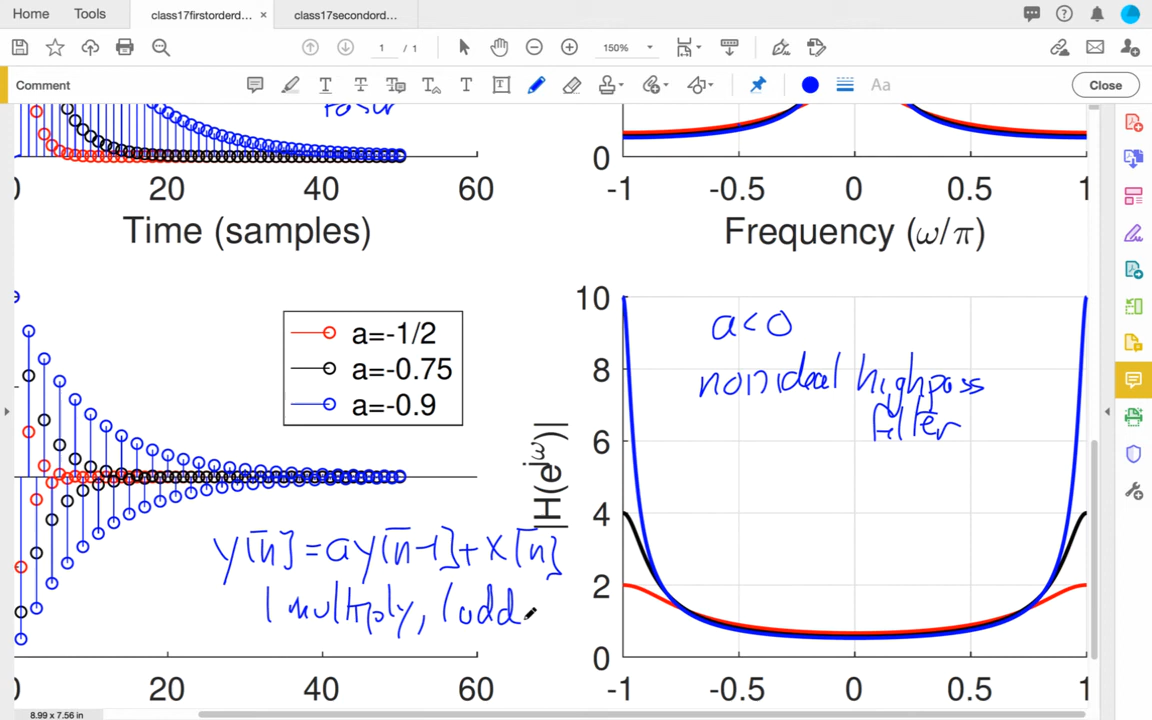 Home
Tools
class17firstorderd...
×
class17secondord...
1 / 1
150%
Comment
T
T
T
T
T
Aa
Close
faster
0
20
40
60
0
-1
-0.5
0
0.5
1
Time (samples)
Frequency (ω/π)
a=-1/2
a=-0.75
a=-0.9
10
8
6
4
2
0
|H(e^jω)|
a<0
nonideal highpass
filter
y[n] = ay[n-1] + x[n]
1 multiply, 1 add
20
40
60
-1
-0.5
0
0.5
1
8.99 x 7.56 in